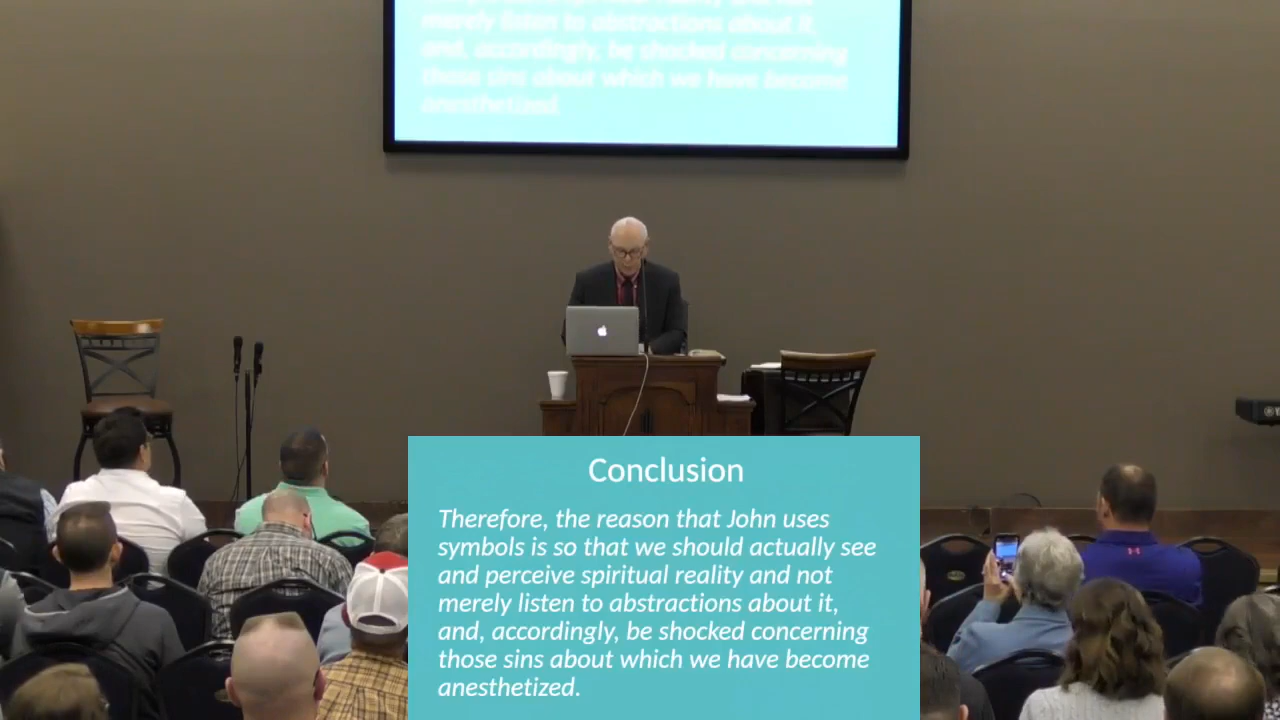 merely listen to abstractions about it,
and, accordingly, be shocked concerning
those sins about which we have become
anesthetized.
Conclusion
Therefore, the reason that John uses
symbols is so that we should actually see
and perceive spiritual reality and not
merely listen to abstractions about it,
and, accordingly, be shocked concerning
those sins about which we have become
anesthetized.